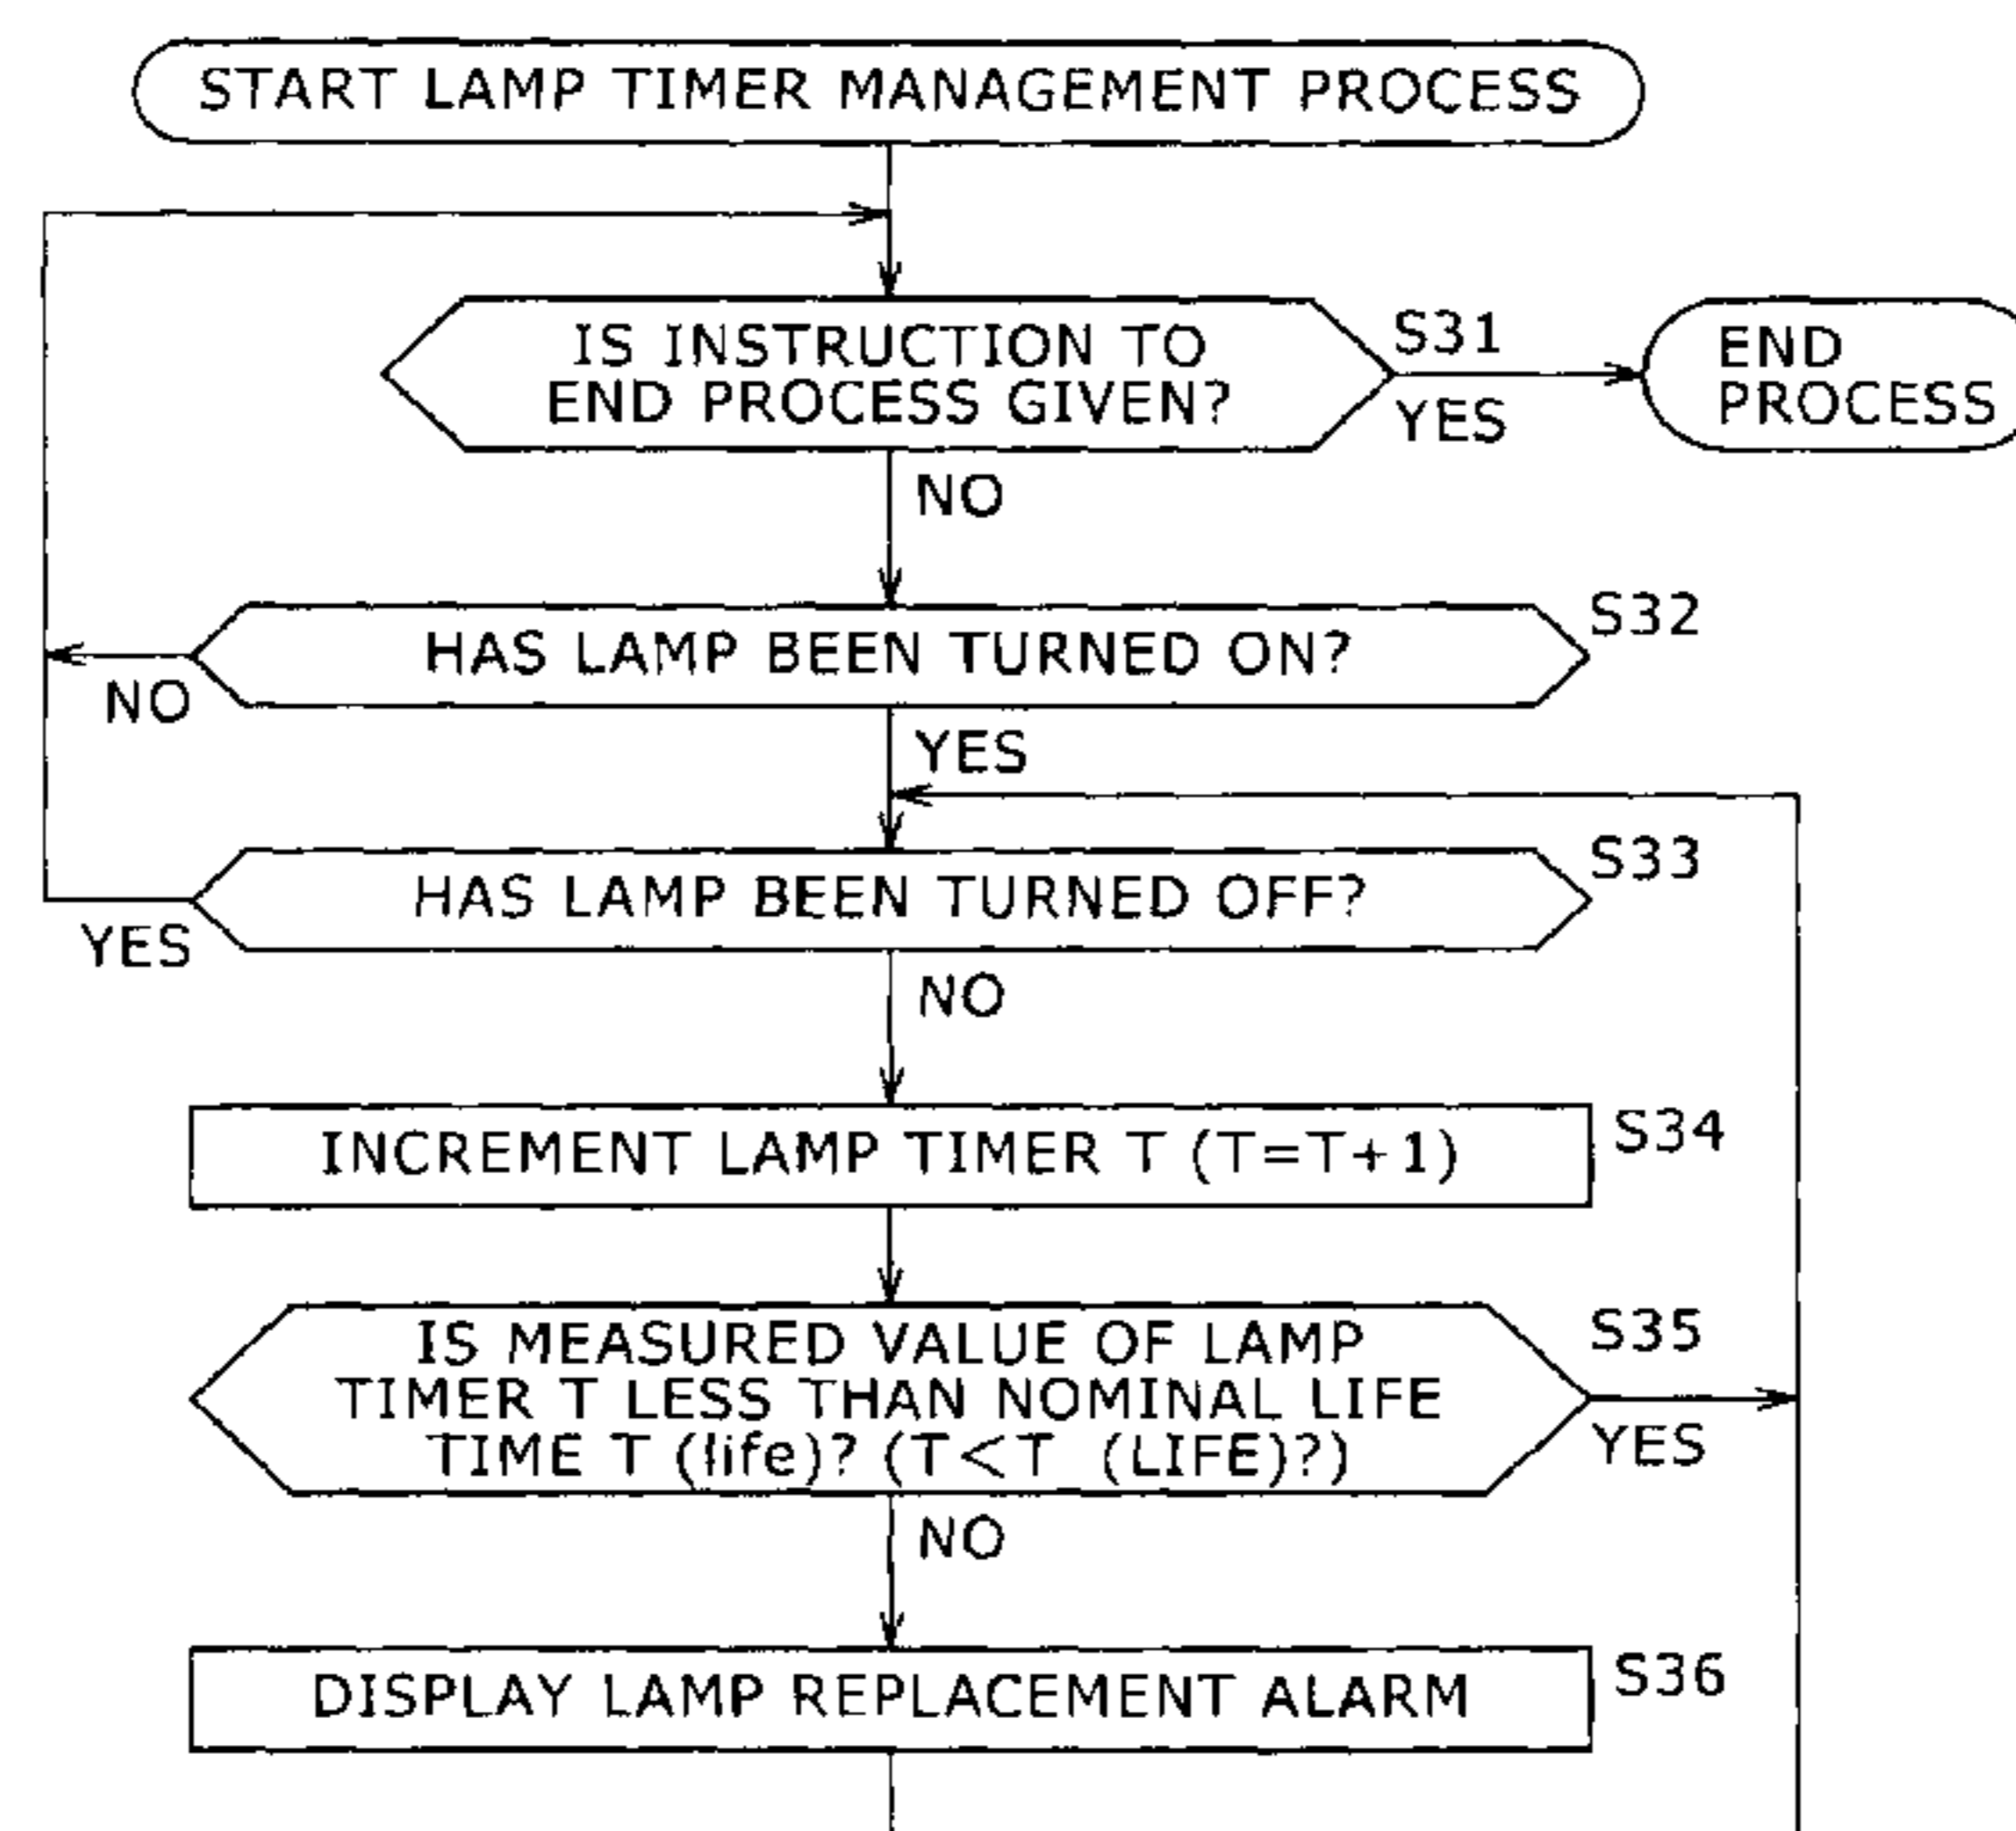 START LAMP TIMER MANAGEMENT PROCESS
IS INSTRUCTION TO
END PROCESS GIVEN?
S31
YES
END
PROCESS
NO
HAS LAMP BEEN TURNED ON?
S32
NO
YES
HAS LAMP BEEN TURNED OFF?
S33
YES
NO
INCREMENT LAMP TIMER T (T=T+1)
S34
IS MEASURED VALUE OF LAMP
TIMER T LESS THAN NOMINAL LIFE
TIME T (life)? (T<T (LIFE)?)
S35
YES
NO
DISPLAY LAMP REPLACEMENT ALARM
S36